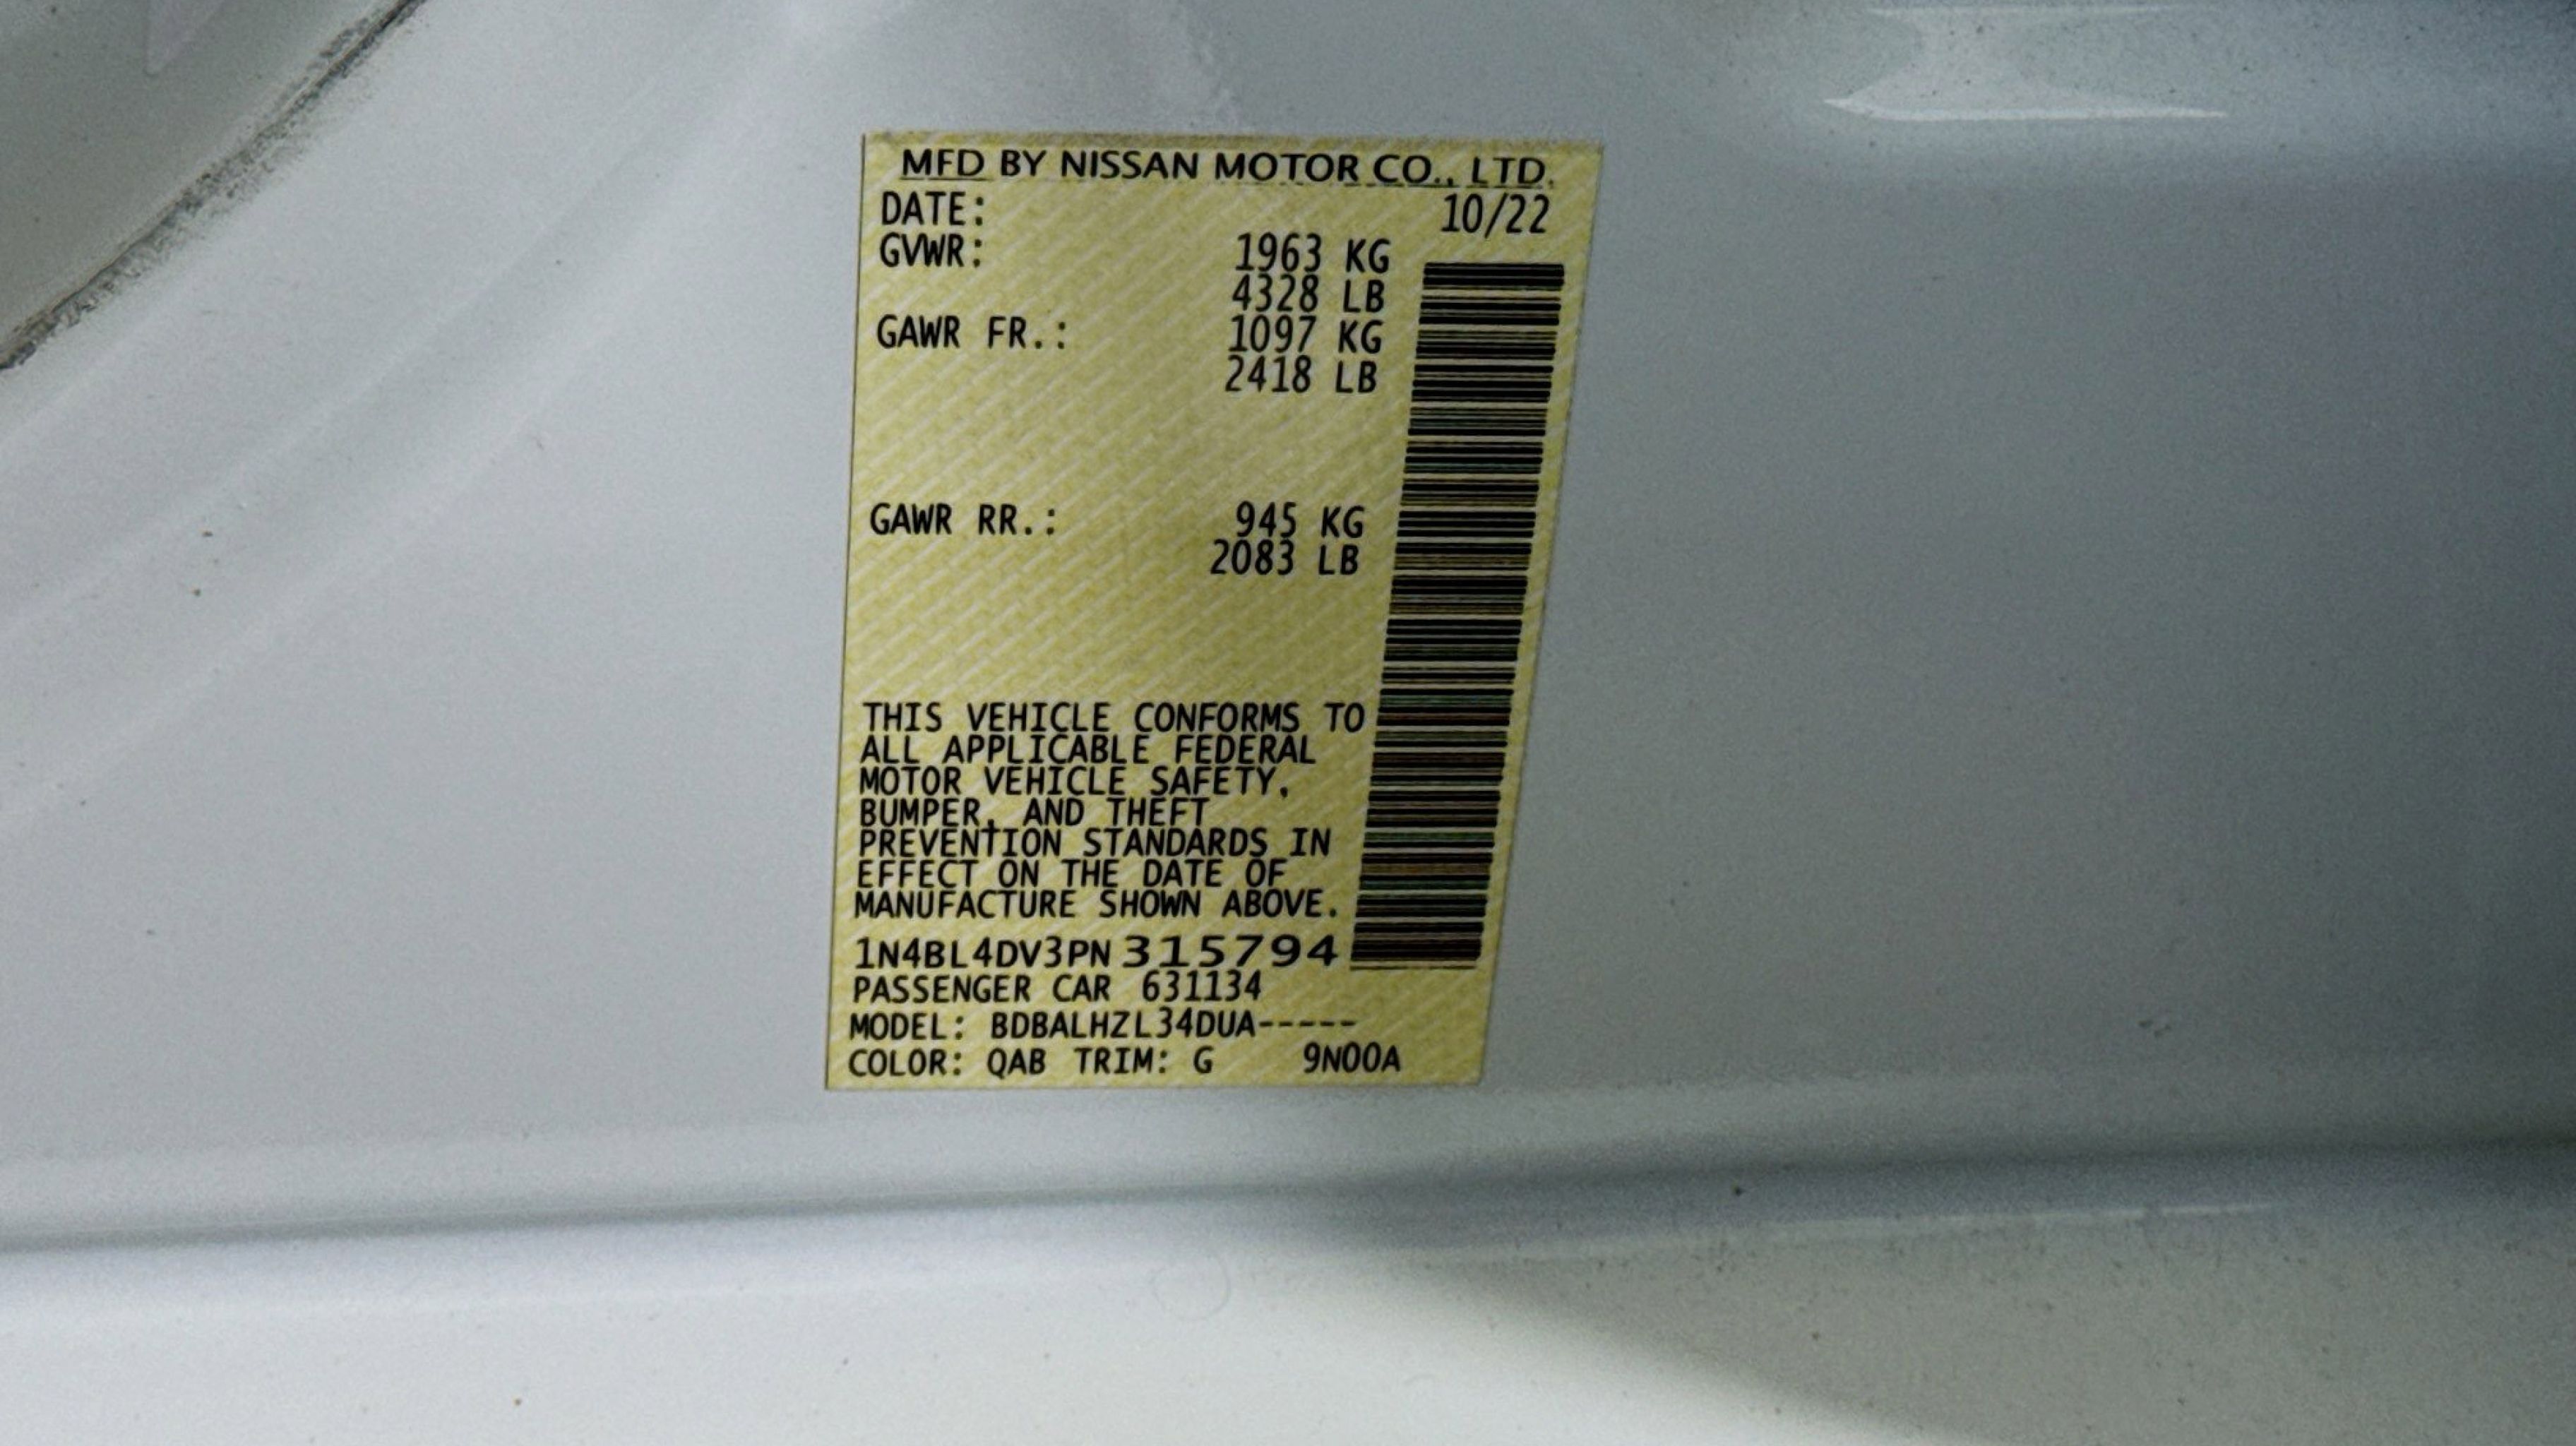 MFD BY NISSAN MOTOR CO., LTD.
DATE: 10/22
GVWR: 1963 KG
4328 LB
GAWR FR.: 1097 KG
2418 LB
GAWR RR.: 945 KG
2083 LB
THIS VEHICLE CONFORMS TO
ALL APPLICABLE FEDERAL
MOTOR VEHICLE SAFETY,
BUMPER, AND THEFT
PREVENTION STANDARDS IN
EFFECT ON THE DATE OF
MANUFACTURE SHOWN ABOVE.
1N4BL4DV3PN315794
PASSENGER CAR 631134
MODEL: BDBALHZL34DUA-----
COLOR: QAB TRIM: G 9N00A